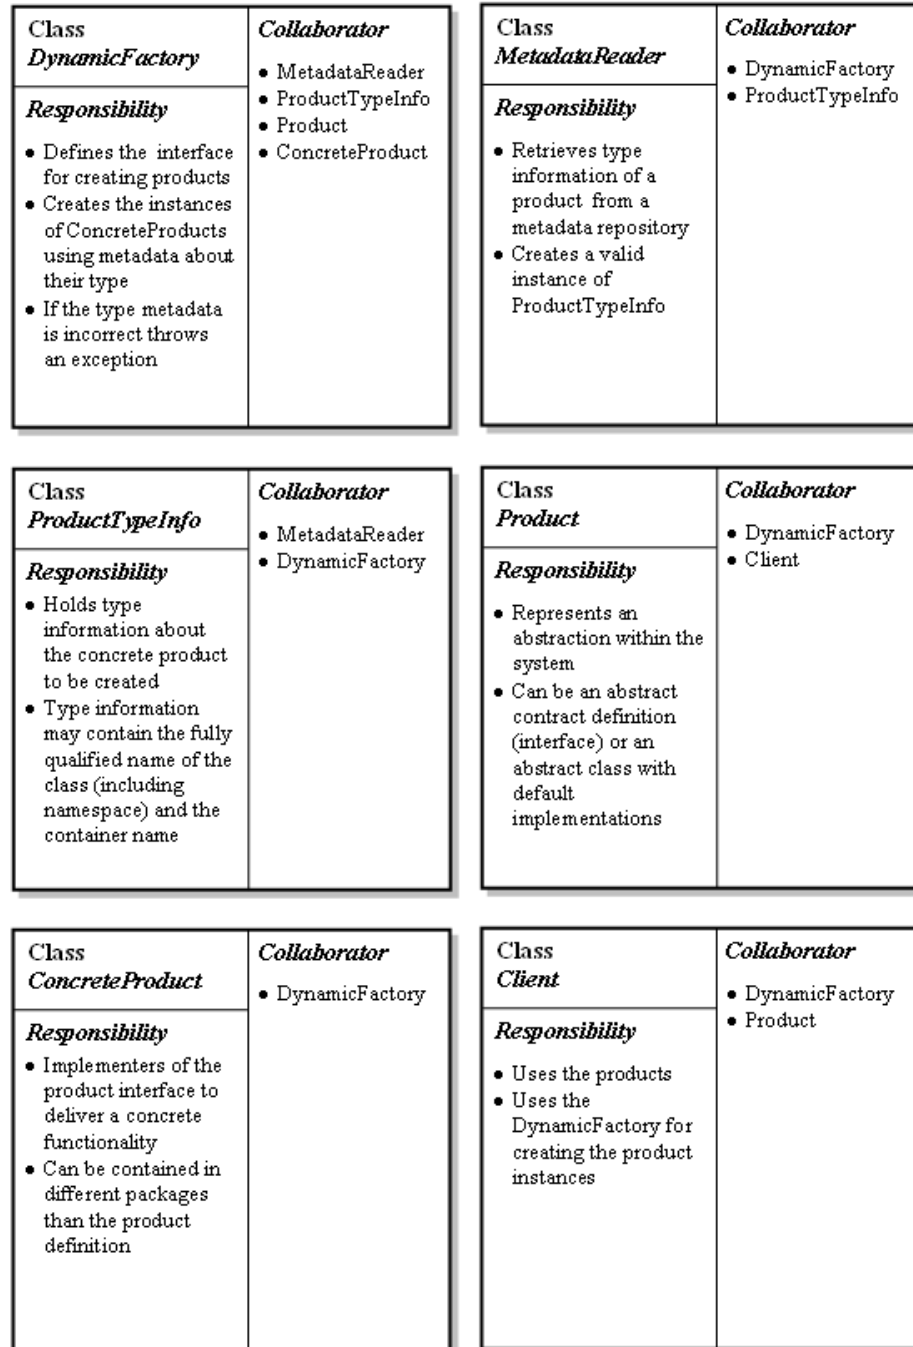 Class
DynamicFactory
Responsibility
• Defines the interface
for creating products
• Creates the instances
of ConcreteProducts
using metadata about
their type
• If the type metadata
is incorrect throws
an exception
Collaborator
• MetadataReader
• ProductTypeInfo
• Product
• ConcreteProduct
Class
MetadataReader
Responsibility
• Retrieves type
information of a
product from a
metadata repository
• Creates a valid
instance of
ProductTypeInfo
Collaborator
• DynamicFactory
• ProductTypeInfo
Class
ProductTypeInfo
Responsibility
• Holds type
information about
the concrete product
to be created
• Type information
may contain the fully
qualified name of the
class (including
namespace) and the
container name
Collaborator
• MetadataReader
• DynamicFactory
Class
Product
Responsibility
• Represents an
abstraction within the
system
• Can be an abstract
contract definition
(interface) or an
abstract class with
default
implementations
Collaborator
• DynamicFactory
• Client
Class
ConcreteProduct
Responsibility
• Implementers of the
product interface to
deliver a concrete
functionality
• Can be contained in
different packages
than the product
definition
Collaborator
• DynamicFactory
Class
Client
Responsibility
• Uses the products
• Uses the
DynamicFactory for
creating the product
instances
Collaborator
• DynamicFactory
• Product